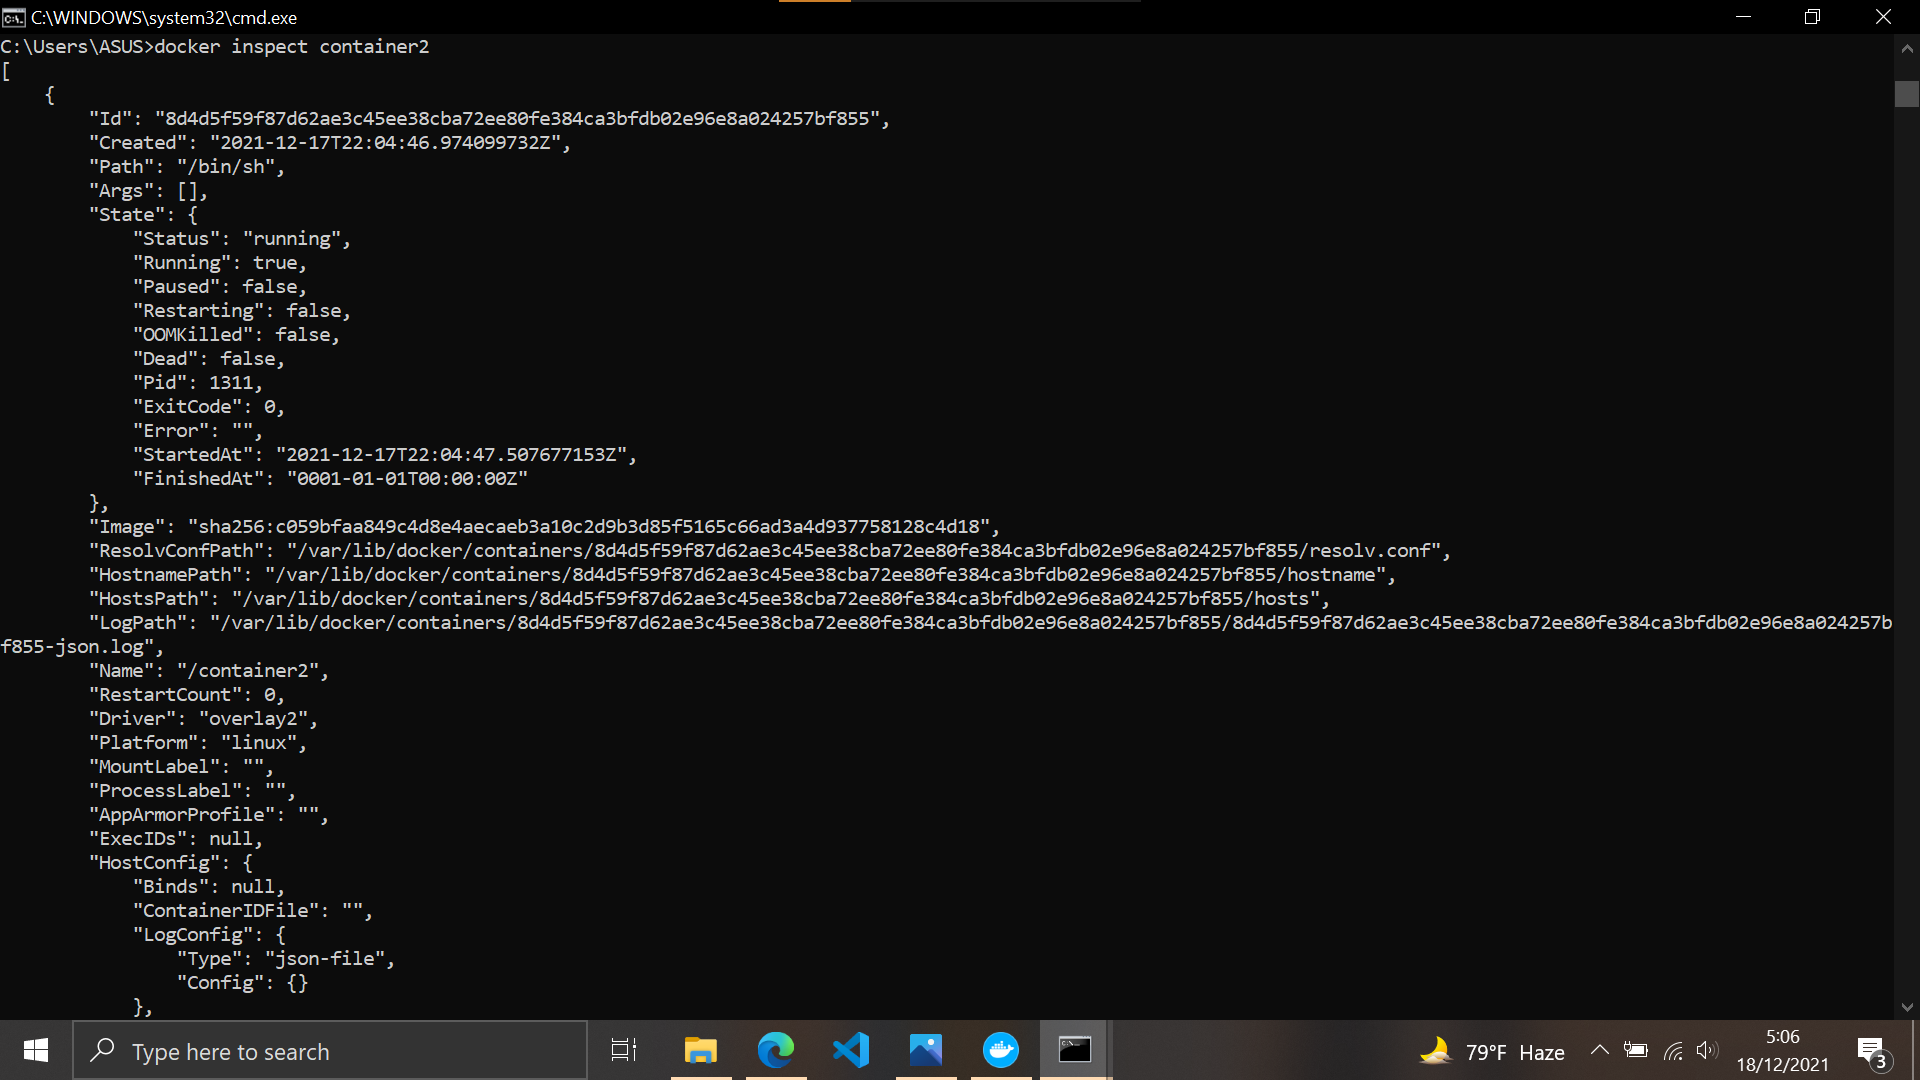 C:\WINDOWS\system32\cmd.exe
C:\Users\ASUS>docker inspect container2
[
    {
        "Id": "8d4d5f59f87d62ae3c45ee38cba72ee80fe384ca3bfdb02e96e8a024257bf855",
        "Created": "2021-12-17T22:04:46.974099732Z",
        "Path": "/bin/sh",
        "Args": [],
        "State": {
            "Status": "running",
            "Running": true,
            "Paused": false,
            "Restarting": false,
            "OOMKilled": false,
            "Dead": false,
            "Pid": 1311,
            "ExitCode": 0,
            "Error": "",
            "StartedAt": "2021-12-17T22:04:47.507677153Z",
            "FinishedAt": "0001-01-01T00:00:00Z"
        },
        "Image": "sha256:c059bfaa849c4d8e4aecaeb3a10c2d9b3d85f5165c66ad3a4d937758128c4d18",
        "ResolvConfPath": "/var/lib/docker/containers/8d4d5f59f87d62ae3c45ee38cba72ee80fe384ca3bfdb02e96e8a024257bf855/resolv.conf",
        "HostnamePath": "/var/lib/docker/containers/8d4d5f59f87d62ae3c45ee38cba72ee80fe384ca3bfdb02e96e8a024257bf855/hostname",
        "HostsPath": "/var/lib/docker/containers/8d4d5f59f87d62ae3c45ee38cba72ee80fe384ca3bfdb02e96e8a024257bf855/hosts",
        "LogPath": "/var/lib/docker/containers/8d4d5f59f87d62ae3c45ee38cba72ee80fe384ca3bfdb02e96e8a024257bf855/8d4d5f59f87d62ae3c45ee38cba72ee80fe384ca3bfdb02e96e8a024257b
f855-json.log",
        "Name": "/container2",
        "RestartCount": 0,
        "Driver": "overlay2",
        "Platform": "linux",
        "MountLabel": "",
        "ProcessLabel": "",
        "AppArmorProfile": "",
        "ExecIDs": null,
        "HostConfig": {
            "Binds": null,
            "ContainerIDFile": "",
            "LogConfig": {
                "Type": "json-file",
                "Config": {}
            },
Type here to search
79°F Haze
5:06
18/12/2021
3